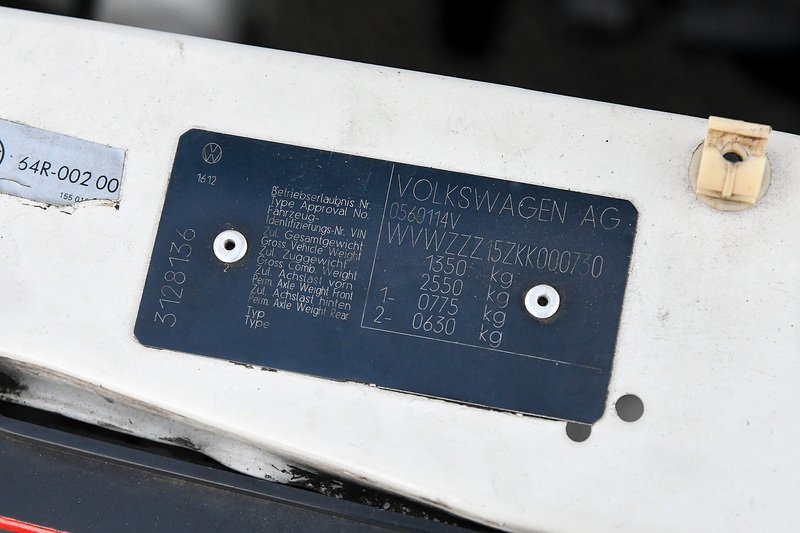 64R-002 00
VW
1612
3128136
Betriebserlaubnis Nr.
Type Approval No.
Fahrzeug-
Identifizierungs-Nr. VIN
Zul. Gesamtgewicht
Gross Vehicle Weight
Zul. Zuggewicht
Gross Comb. Weight
Zul. Achslast vorn
Perm. Axle Weight Front
Zul. Achslast hinten
Perm. Axle Weight Rear
Typ
Type
2
VOLKSWAGEN AG
0560114V
WVWZZZ15ZKK000730
1350 kg
2550 kg
1- 0775 kg
2- 0630 kg